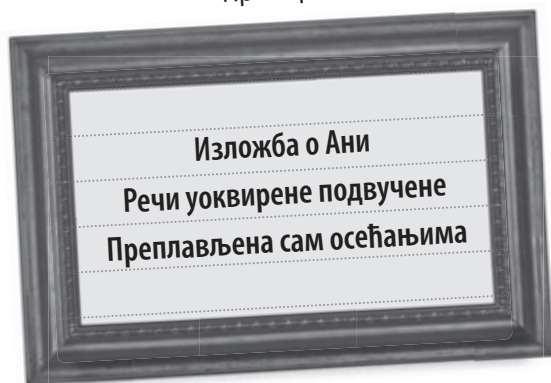 Изложба о Ани
Речи уоквирене подвучене
Преплављена сам осећањима